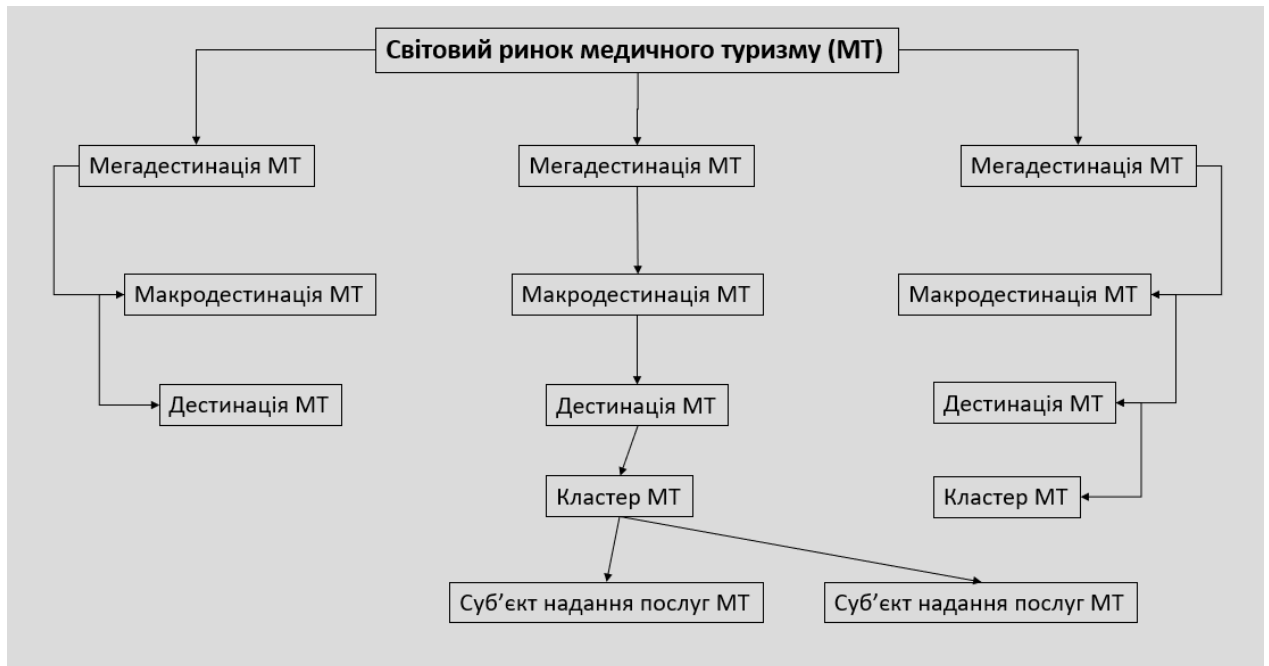 Світовий ринок медичного туризму (МТ)
Мегадестинація МТ
Мегадестинація МТ
Мегадестинація МТ
Макродестинація МТ
Макродестинація МТ
Макродестинація МТ
Дестинація МТ
Дестинація МТ
Дестинація МТ
Кластер МТ
Кластер МТ
Суб’єкт надання послуг МТ
Суб’єкт надання послуг МТ